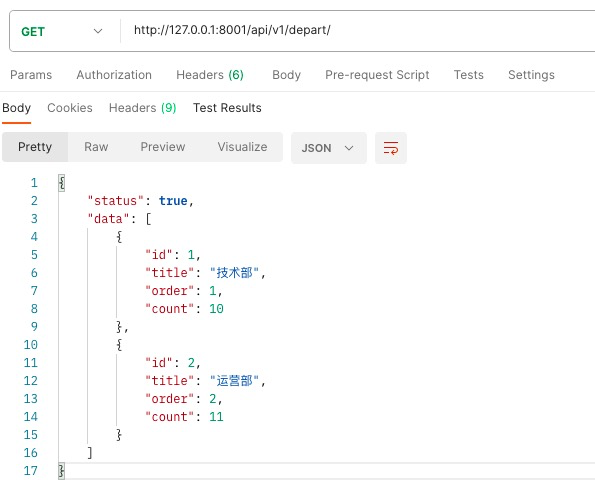 GET http://127.0.0.1:8001/api/v1/depart/
Params Authorization Headers (6) Body Pre-request Script Tests Settings
Body Cookies Headers (9) Test Results
Pretty Raw Preview Visualize JSON
1 {
2 "status": true,
3 "data": [
4 {
5 "id": 1,
6 "title": "技术部",
7 "order": 1,
8 "count": 10
9 },
10 {
11 "id": 2,
12 "title": "运营部",
13 "order": 2,
14 "count": 11
15 }
16 ]
17 }